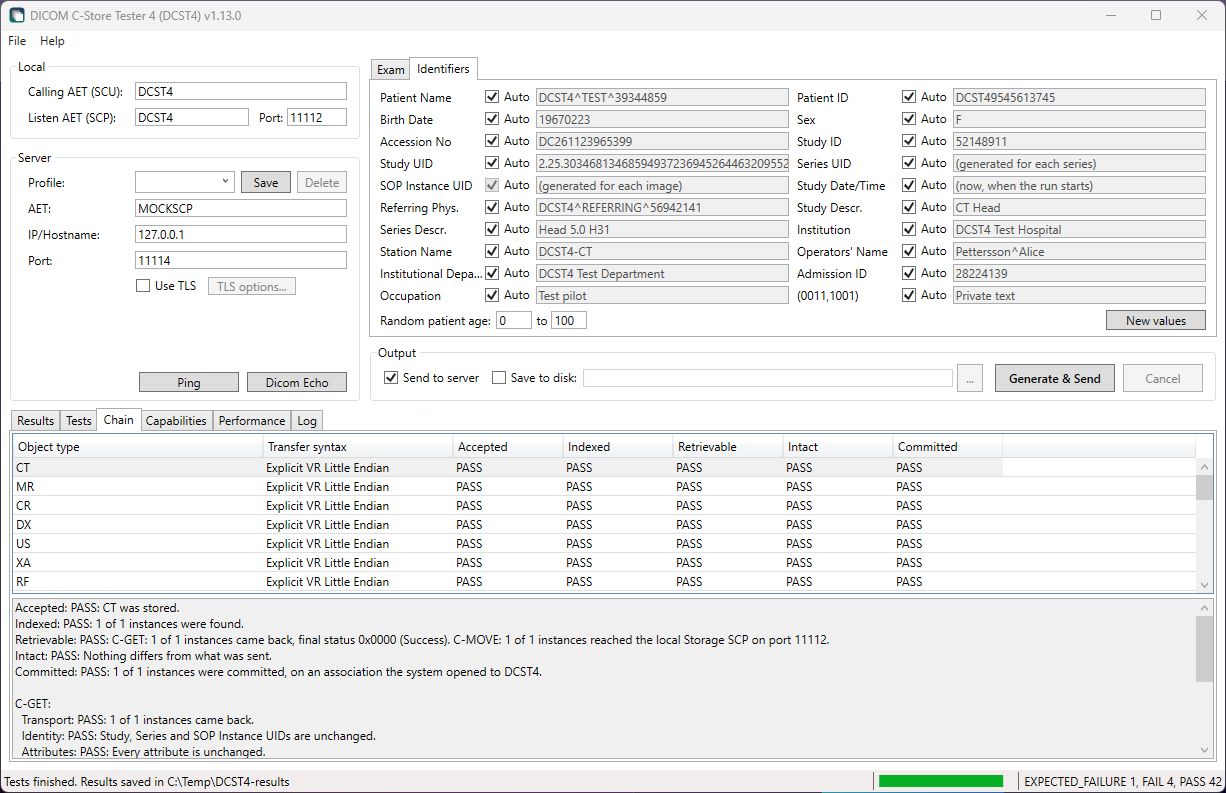 DICOM C-Store Tester 4 (DCST4) v1.13.0
File Help
Local
Calling AET (SCU): DCST4
Listen AET (SCP): DCST4 Port: 11112
Server
Profile: Save Delete
AET: MOCKSCP
IP/Hostname: 127.0.0.1
Port: 11114
Use TLS TLS options...
Ping Dicom Echo
Exam Identifiers
Patient Name Auto DCST4^TEST^39344859 Patient ID Auto DCST49545613745
Birth Date Auto 19670223 Sex Auto F
Accession No Auto DC261123965399 Study ID Auto 52148911
Study UID Auto 2.25.30346813468594937236945264463209552 Series UID Auto (generated for each series)
SOP Instance UID Auto (generated for each image) Study Date/Time Auto (now, when the run starts)
Referring Phys. Auto DCST4^REFERRING^56942141 Study Descr. Auto CT Head
Series Descr. Auto Head 5.0 H31 Institution Auto DCST4 Test Hospital
Station Name Auto DCST4-CT Operators' Name Auto Pettersson^Alice
Institutional Depa... Auto DCST4 Test Department Admission ID Auto 28224139
Occupation Auto Test pilot (0011,1001) Auto Private text
Random patient age: 0 to 100 New values
Output
Send to server Save to disk: ... Generate & Send Cancel
Results Tests Chain Capabilities Performance Log
Object type Transfer syntax Accepted Indexed Retrievable Intact Committed
CT Explicit VR Little Endian PASS PASS PASS PASS PASS
MR Explicit VR Little Endian PASS PASS PASS PASS PASS
CR Explicit VR Little Endian PASS PASS PASS PASS PASS
DX Explicit VR Little Endian PASS PASS PASS PASS PASS
US Explicit VR Little Endian PASS PASS PASS PASS PASS
XA Explicit VR Little Endian PASS PASS PASS PASS PASS
RF Explicit VR Little Endian PASS PASS PASS PASS PASS
Accepted: PASS: CT was stored.
Indexed: PASS: 1 of 1 instances were found.
Retrievable: PASS: C-GET: 1 of 1 instances came back, final status 0x0000 (Success). C-MOVE: 1 of 1 instances reached the local Storage SCP on port 11112.
Intact: PASS: Nothing differs from what was sent.
Committed: PASS: 1 of 1 instances were committed, on an association the system opened to DCST4.
C-GET:
Transport: PASS: 1 of 1 instances came back.
Identity: PASS: Study, Series and SOP Instance UIDs are unchanged.
Attributes: PASS: Every attribute is unchanged.
Tests finished. Results saved in C:\Temp\DCST4-results EXPECTED_FAILURE 1, FAIL 4, PASS 42